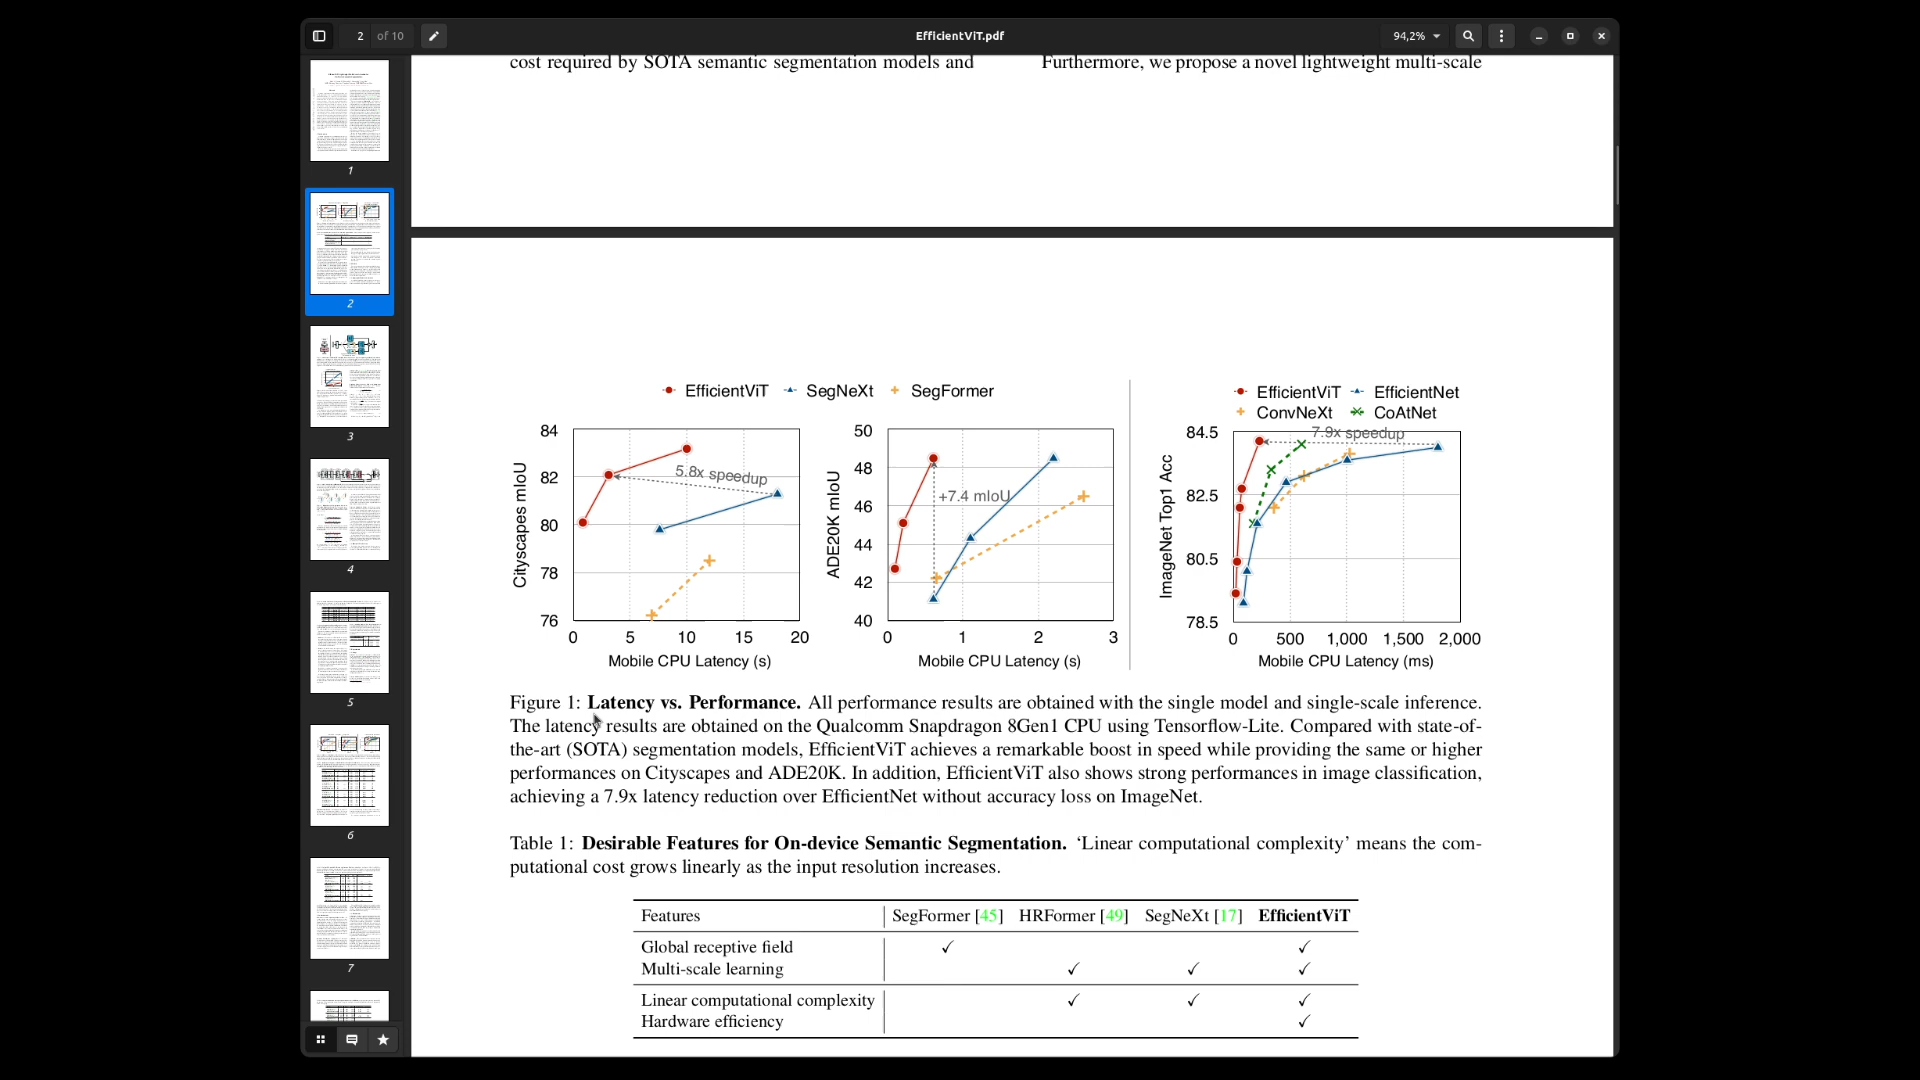 2 of 10
EfficientViT.pdf
94,2%
1
2
3
4
5
6
7
cost required by SOTA semantic segmentation models and
Furthermore, we propose a novel lightweight multi-scale
EfficientViT SegNeXt SegFormer
84
82
80
78
76
Cityscapes mIoU
5.8x speedup
0 5 10 15 20
Mobile CPU Latency (s)
50
48
46
44
42
40
ADE20K mIoU
+7.4 mIoU
0 1 2 3
Mobile CPU Latency (s)
EfficientViT EfficientNet
ConvNeXt CoAtNet
84.5
82.5
80.5
78.5
ImageNet Top1 Acc
7.9x speedup
0 500 1,000 1,500 2,000
Mobile CPU Latency (ms)
Figure 1: Latency vs. Performance. All performance results are obtained with the single model and single-scale inference.
The latency results are obtained on the Qualcomm Snapdragon 8Gen1 CPU using Tensorflow-Lite. Compared with state-of-
the-art (SOTA) segmentation models, EfficientViT achieves a remarkable boost in speed while providing the same or higher
performances on Cityscapes and ADE20K. In addition, EfficientViT also shows strong performances in image classification,
achieving a 7.9x latency reduction over EfficientNet without accuracy loss on ImageNet.
Table 1: Desirable Features for On-device Semantic Segmentation. ‘Linear computational complexity’ means the com-
putational cost grows linearly as the input resolution increases.
Features SegFormer [45] HRFormer [49] SegNeXt [17] EfficientViT
Global receptive field ✓ ✓
Multi-scale learning ✓ ✓ ✓
Linear computational complexity ✓ ✓ ✓
Hardware efficiency ✓